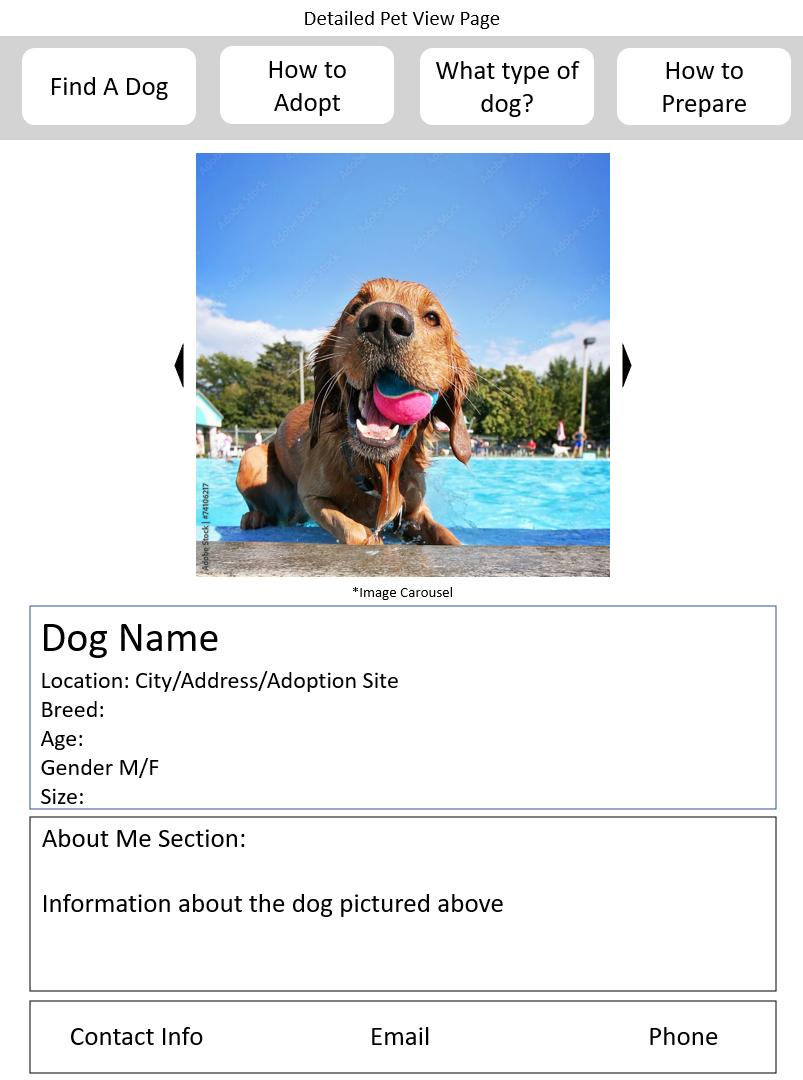 Detailed Pet View Page
Find A Dog
How to
Adopt
What type of
dog?
How to
Prepare
Adobe Stock
Adobe Stock | #74106217
*Image Carousel
Dog Name
Location: City/Address/Adoption Site
Breed:
Age:
Gender M/F
Size:
About Me Section:
Information about the dog pictured above
Contact Info
Email
Phone